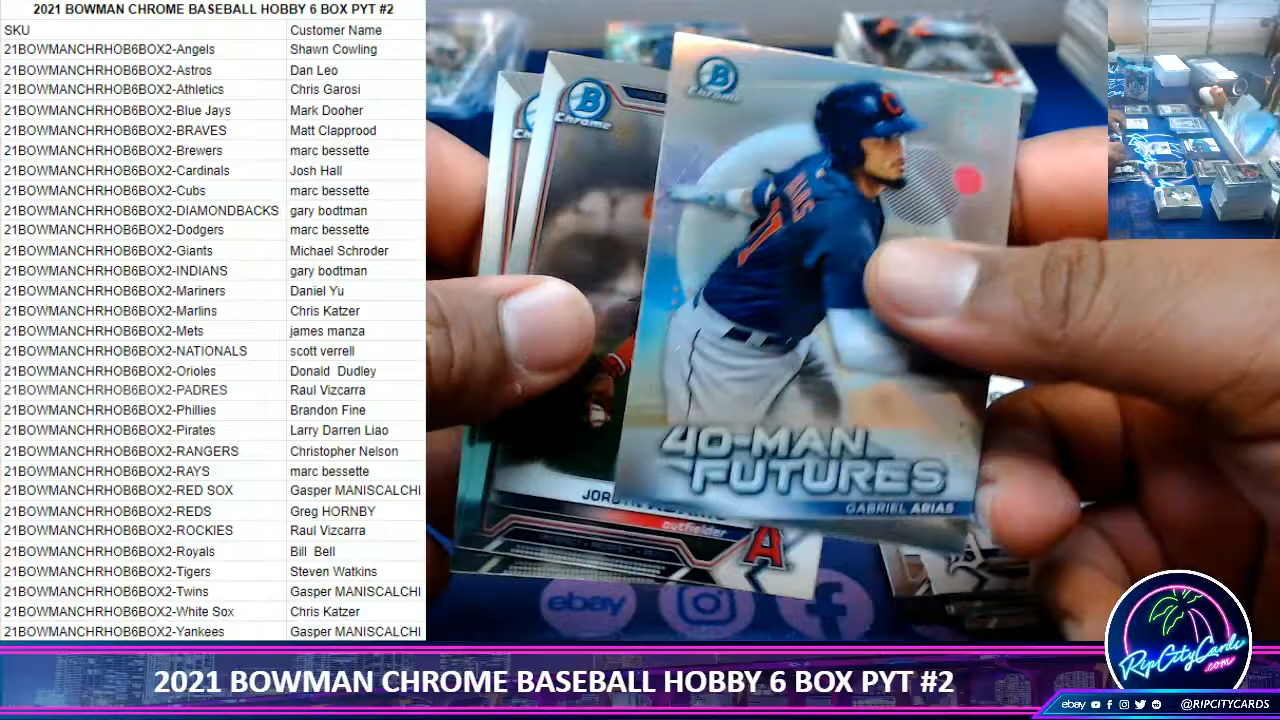 2021 BOWMAN CHROME BASEBALL HOBBY 6 BOX PYT #2
SKU Customer Name
21BOWMANCHRHOB6BOX2-Angels Shawn Cowling
21BOWMANCHRHOB6BOX2-Astros Dan Leo
21BOWMANCHRHOB6BOX2-Athletics Chris Garosi
21BOWMANCHRHOB6BOX2-Blue Jays Mark Dooher
21BOWMANCHRHOB6BOX2-BRAVES Matt Clapprood
21BOWMANCHRHOB6BOX2-Brewers marc bessette
21BOWMANCHRHOB6BOX2-Cardinals Josh Hall
21BOWMANCHRHOB6BOX2-Cubs marc bessette
21BOWMANCHRHOB6BOX2-DIAMONDBACKS gary bodtman
21BOWMANCHRHOB6BOX2-Dodgers marc bessette
21BOWMANCHRHOB6BOX2-Giants Michael Schroder
21BOWMANCHRHOB6BOX2-INDIANS gary bodtman
21BOWMANCHRHOB6BOX2-Mariners Daniel Yu
21BOWMANCHRHOB6BOX2-Marlins Chris Katzer
21BOWMANCHRHOB6BOX2-Mets james manza
21BOWMANCHRHOB6BOX2-NATIONALS scott verrell
21BOWMANCHRHOB6BOX2-Orioles Donald Dudley
21BOWMANCHRHOB6BOX2-PADRES Raul Vizcarra
21BOWMANCHRHOB6BOX2-Phillies Brandon Fine
21BOWMANCHRHOB6BOX2-Pirates Larry Darren Liao
21BOWMANCHRHOB6BOX2-RANGERS Christopher Nelson
21BOWMANCHRHOB6BOX2-RAYS marc bessette
21BOWMANCHRHOB6BOX2-RED SOX Gasper MANISCALCHI
21BOWMANCHRHOB6BOX2-REDS Greg HORNBY
21BOWMANCHRHOB6BOX2-ROCKIES Raul Vizcarra
21BOWMANCHRHOB6BOX2-Royals Bill Bell
21BOWMANCHRHOB6BOX2-Tigers Steven Watkins
21BOWMANCHRHOB6BOX2-Twins Gasper MANISCALCHI
21BOWMANCHRHOB6BOX2-White Sox Chris Katzer
21BOWMANCHRHOB6BOX2-Yankees Gasper MANISCALCHI
B
Chrome
B
Chrome
C
40-MAN
FUTURES
GABRIEL ARIAS
outfielder
A
ebay
RipCityCards
.com
2021 BOWMAN CHROME BASEBALL HOBBY 6 BOX PYT #2
ebay @RIPCITYCARDS